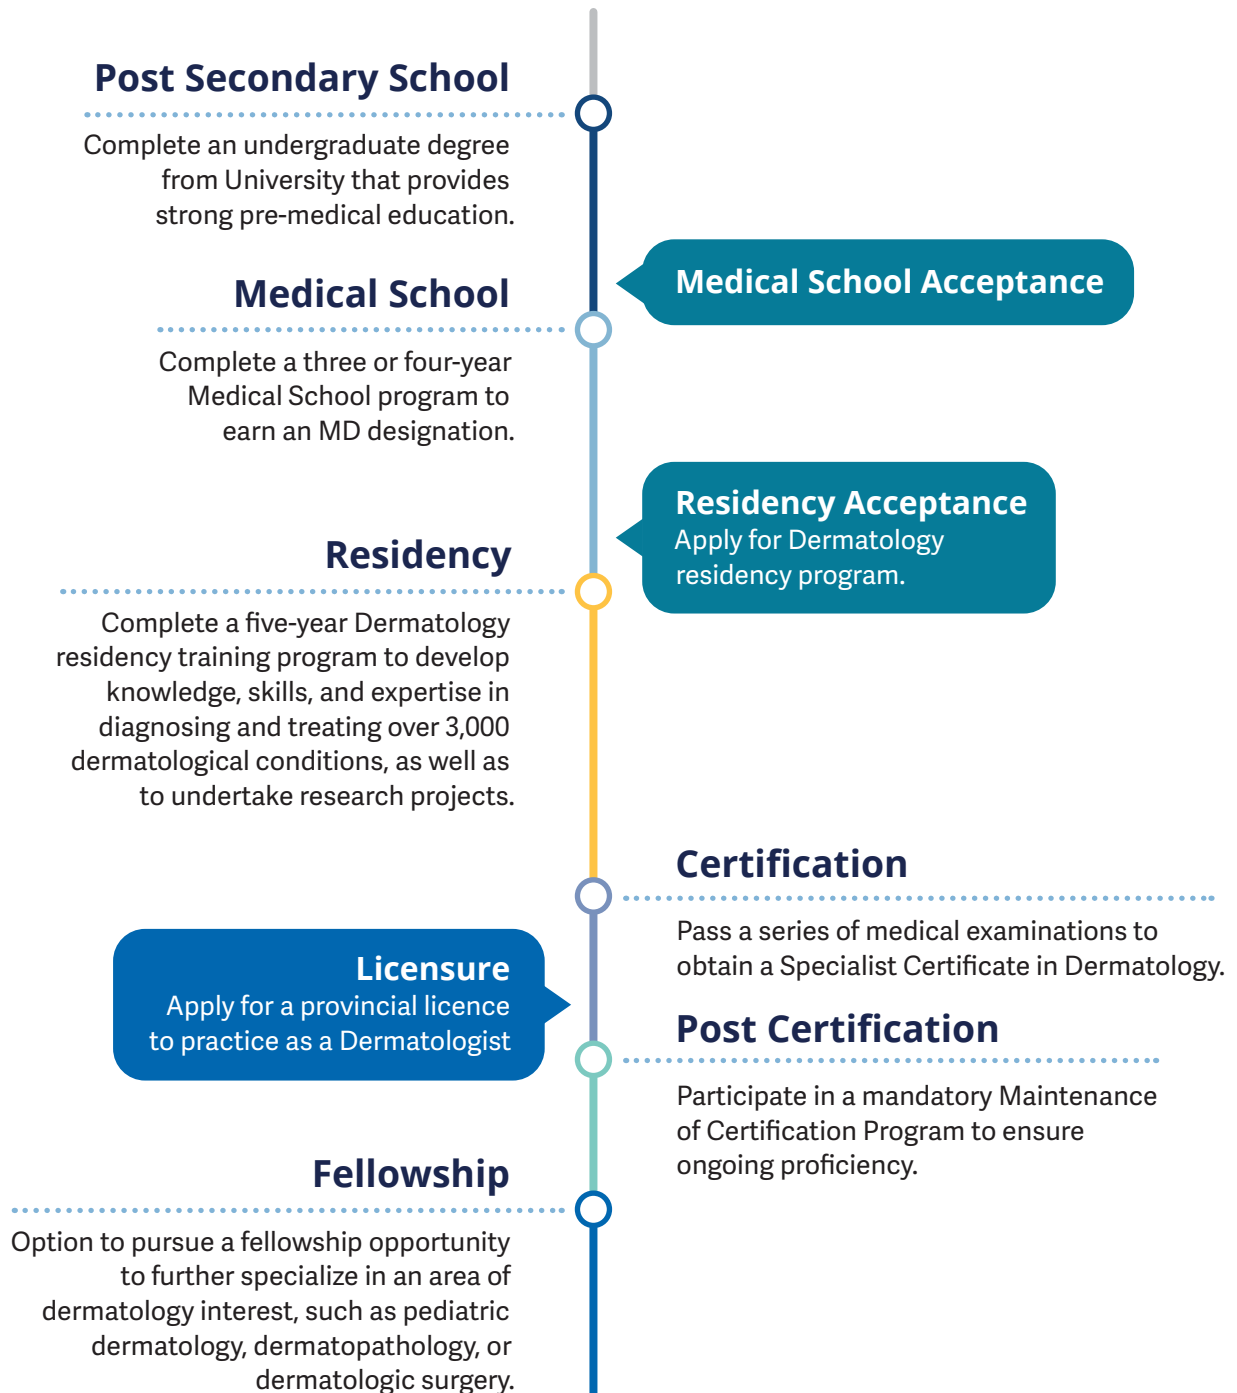 Post Secondary School
Complete an undergraduate degree
from University that provides
strong pre-medical education.
Medical School Acceptance
Medical School
Complete a three or four-year
Medical School program to
earn an MD designation.
Residency Acceptance
Apply for Dermatology
residency program.
Residency
Complete a five-year Dermatology
residency training program to develop
knowledge, skills, and expertise in
diagnosing and treating over 3,000
dermatological conditions, as well as
to undertake research projects.
Certification
Pass a series of medical examinations to
obtain a Specialist Certificate in Dermatology.
Licensure
Apply for a provincial licence
to practice as a Dermatologist
Post Certification
Participate in a mandatory Maintenance
of Certification Program to ensure
ongoing proficiency.
Fellowship
Option to pursue a fellowship opportunity
to further specialize in an area of
dermatology interest, such as pediatric
dermatology, dermatopathology, or
dermatologic surgery.